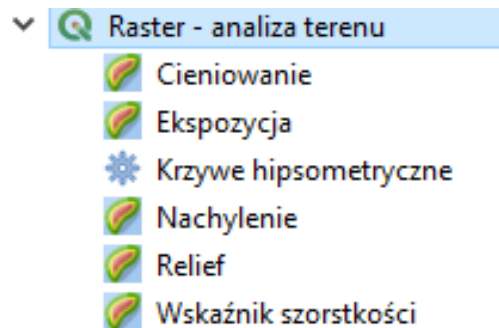 Raster - analiza terenu
Cieniowanie
Ekspozycja
Krzywe hipsometryczne
Nachylenie
Relief
Wskaźnik szorstkości